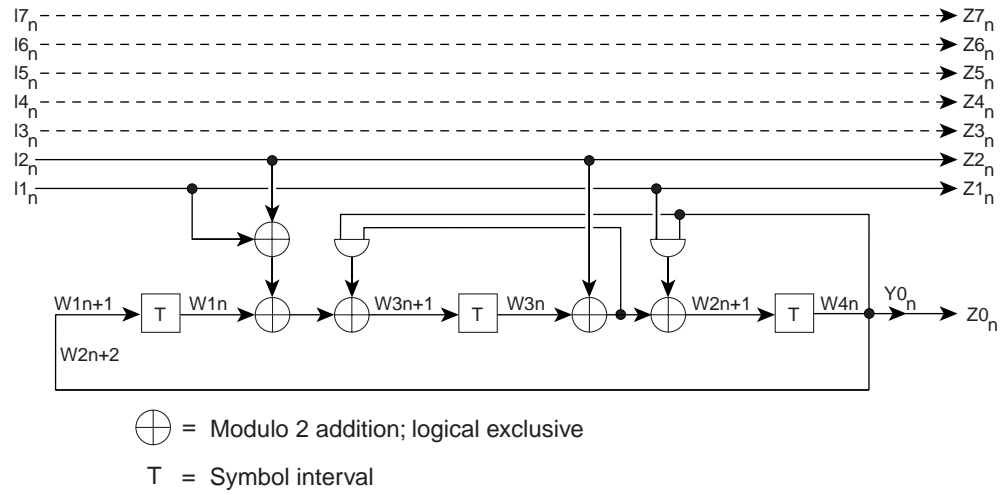 I7n Z7n
I6n Z6n
I5n Z5n
I4n Z4n
I3n Z3n
I2n Z2n
I1n Z1n
W1n+1 T W1n W3n+1 T W3n W2n+1 T W4n Y0n Z0n
W2n+2
= Modulo 2 addition; logical exclusive
T = Symbol interval